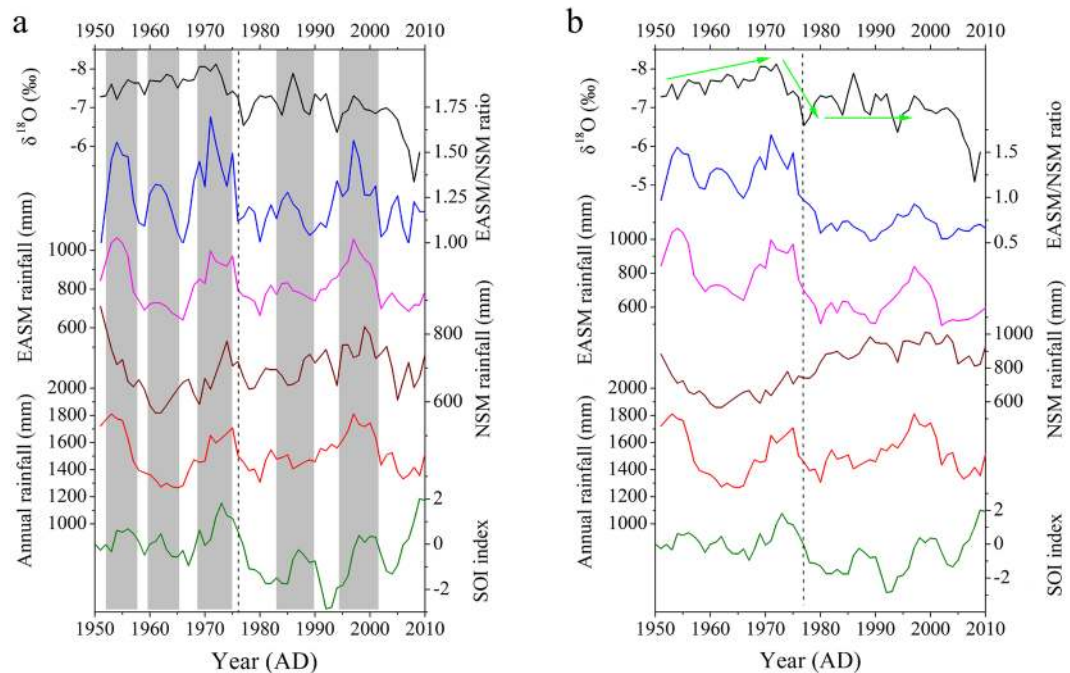 a
1950 1960 1970 1980 1990 2000 2010
δ18O (‰)
-8
-7
-6
EASM/NSM ratio
1.75
1.50
1.25
1.00
EASM rainfall (mm)
1000
800
600
NSM rainfall (mm)
800
600
Annual rainfall (mm)
2000
1800
1600
1400
1200
1000
SOI index
2
0
-2
1950 1960 1970 1980 1990 2000 2010
Year (AD)
b
1950 1960 1970 1980 1990 2000 2010
δ18O (‰)
-8
-7
-6
-5
EASM/NSM ratio
1.5
1.0
0.5
EASM rainfall (mm)
1000
800
600
NSM rainfall (mm)
1000
800
600
Annual rainfall (mm)
2000
1800
1600
1400
1200
1000
SOI index
2
0
-2
1950 1960 1970 1980 1990 2000 2010
Year (AD)